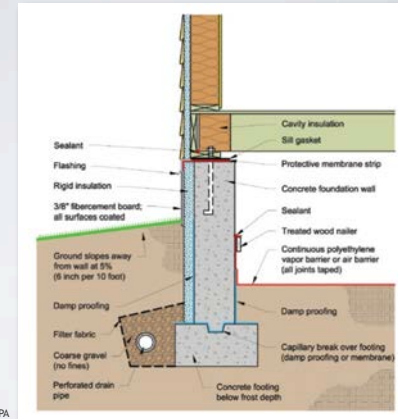 Cavity insulation
Sill gasket
Sealant
Protective membrane strip
Flashing
Concrete foundation wall
Rigid insulation
Sealant
3/8" fibercement board;
all surfaces coated
Treated wood nailer
Continuous polyethylene
vapor barrier or air barrier
(all joints taped)
Ground slopes away
from wall at 5%
(6 inch per 10 foot)
Damp proofing
Damp proofing
Filter fabric
Coarse gravel
(no fines)
Capillary break over footing
(damp proofing or membrane)
Perforated drain
pipe
Concrete footing
below frost depth
PA